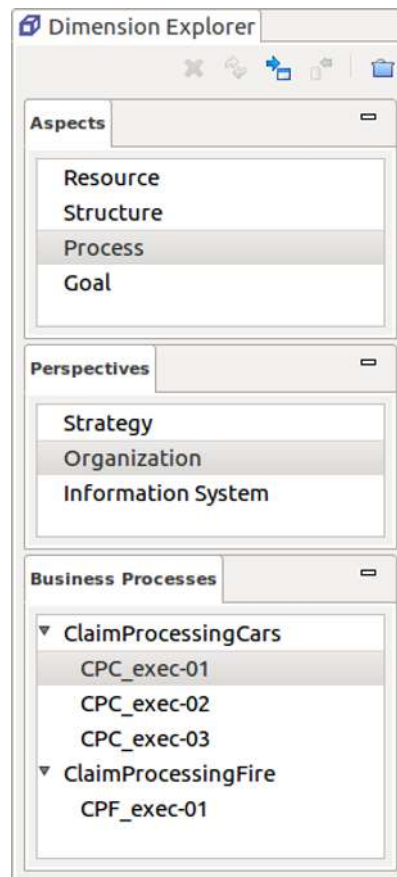 Dimension Explorer
Aspects
Resource
Structure
Process
Goal
Perspectives
Strategy
Organization
Information System
Business Processes
ClaimProcessingCars
CPC_exec-01
CPC_exec-02
CPC_exec-03
ClaimProcessingFire
CPF_exec-01